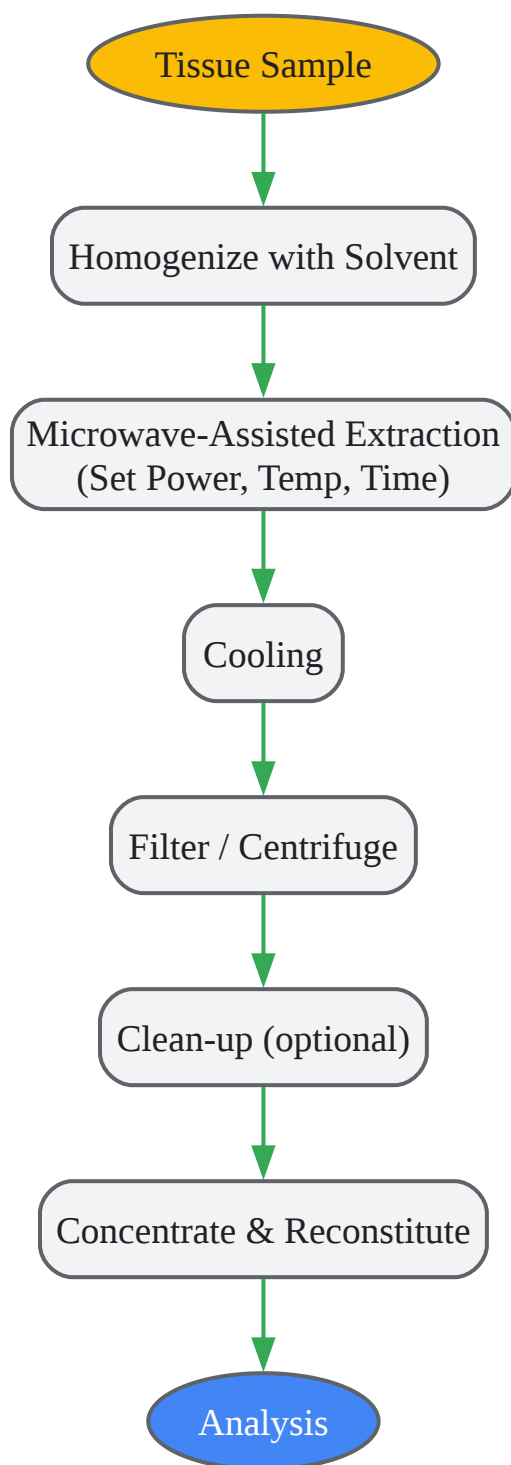 Tissue Sample
Homogenize with Solvent
Microwave-Assisted Extraction
(Set Power, Temp, Time)
Cooling
Filter / Centrifuge
Clean-up (optional)
Concentrate & Reconstitute
Analysis